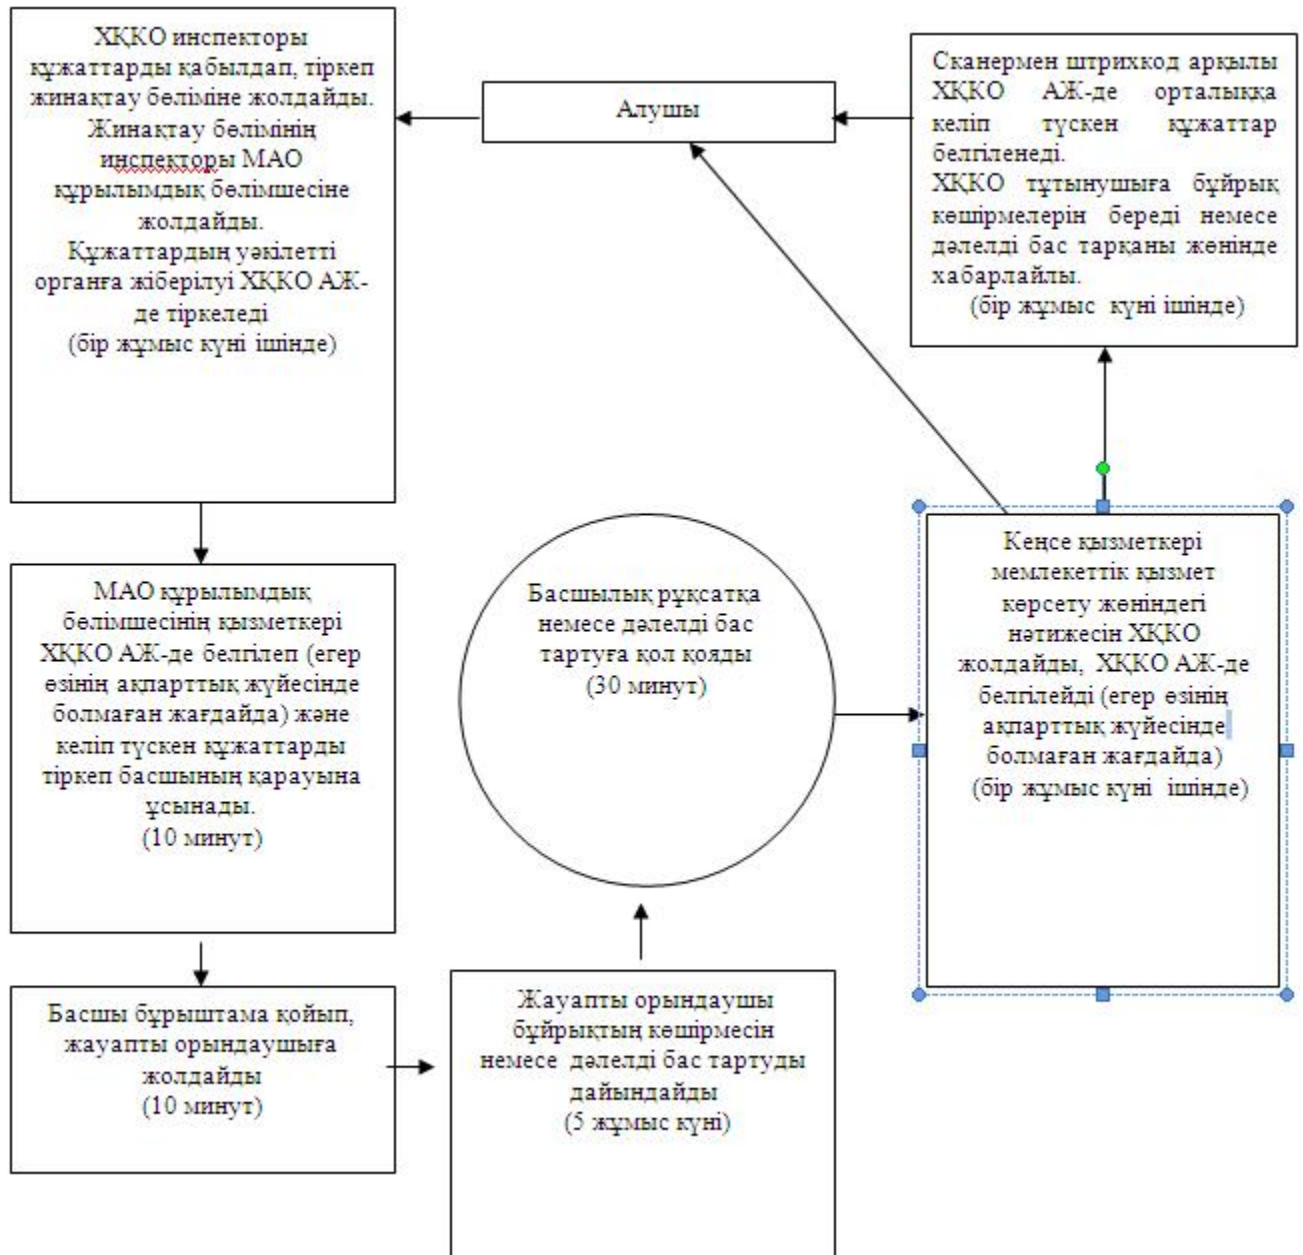 ХҚКО инспекторы
құжаттарды қабылдап, тіркеп
жинақтау бөліміне жолдайды.
Жинақтау бөлімінің
инспекторы МАО
құрылымдық бөлімшесіне
жолдайды.
Құжаттардың уәкілетті
органға жіберілуі ХҚКО АЖ-
де тіркеледі
(бір жұмыс күні ішінде)
Алушы
Сканермен штрихкод арқылы
ХҚКО АЖ-де орталыққа
келіп түскен құжаттар
белгіленеді.
ХҚКО тұтынушыға бұйрық
көшірмелерін береді немесе
дәлелді бас тарқаны жөнінде
хабарлайлы.
(бір жұмыс күні ішінде)
МАО құрылымдық
бөлімшесінің қызметкері
ХҚКО АЖ-де белгілеп (егер
өзінің ақпарттық жүйесінде
болмаған жағдайда) және
келіп түскен құжаттарды
тіркеп басшының қарауына
ұсынады.
(10 минут)
Басшылық рұқсатқа
немесе дәлелді бас
тартуға қол қояды
(30 минут)
Кеңсе қызметкері
мемлекеттік қызмет
көрсету жөніндегі
нәтижесін ХҚКО
жолдайды, ХҚКО АЖ-де
белгілейді (егер өзінің
ақпарттық жүйесінде
болмаған жағдайда)
(бір жұмыс күні ішінде)
Басшы бұрыштама қойып,
жауапты орындаушыға
жолдайды
(10 минут)
Жауапты орындаушы
бұйрықтың көшірмесін
немесе дәлелді бас тартуды
дайындайды
(5 жұмыс күні)